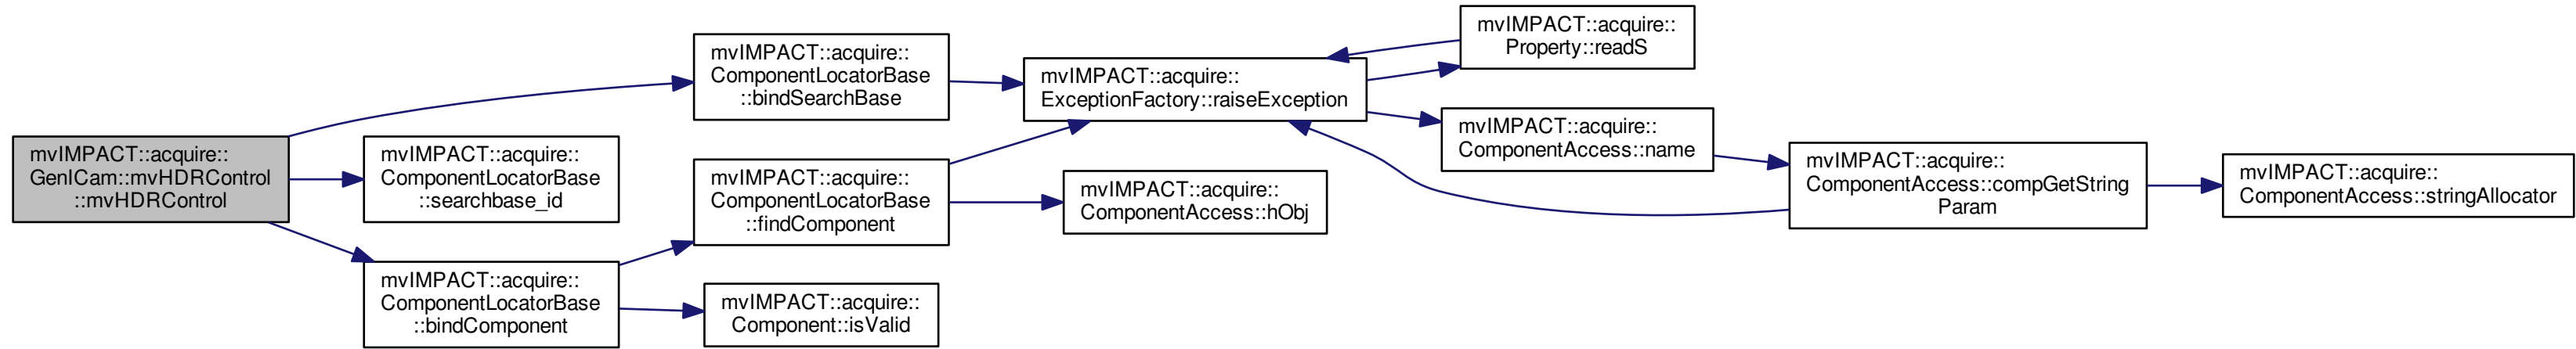 mvIMPACT::acquire::
GenICam::mvHDRControl
::mvHDRControl
mvIMPACT::acquire::
ComponentLocatorBase
::bindSearchBase
mvIMPACT::acquire::
ComponentLocatorBase
::searchbase_id
mvIMPACT::acquire::
ComponentLocatorBase
::bindComponent
mvIMPACT::acquire::
ComponentLocatorBase
::findComponent
mvIMPACT::acquire::
Component::isValid
mvIMPACT::acquire::
ExceptionFactory::raiseException
mvIMPACT::acquire::
ComponentAccess::hObj
mvIMPACT::acquire::
Property::readS
mvIMPACT::acquire::
ComponentAccess::name
mvIMPACT::acquire::
ComponentAccess::compGetString
Param
mvIMPACT::acquire::
ComponentAccess::stringAllocator